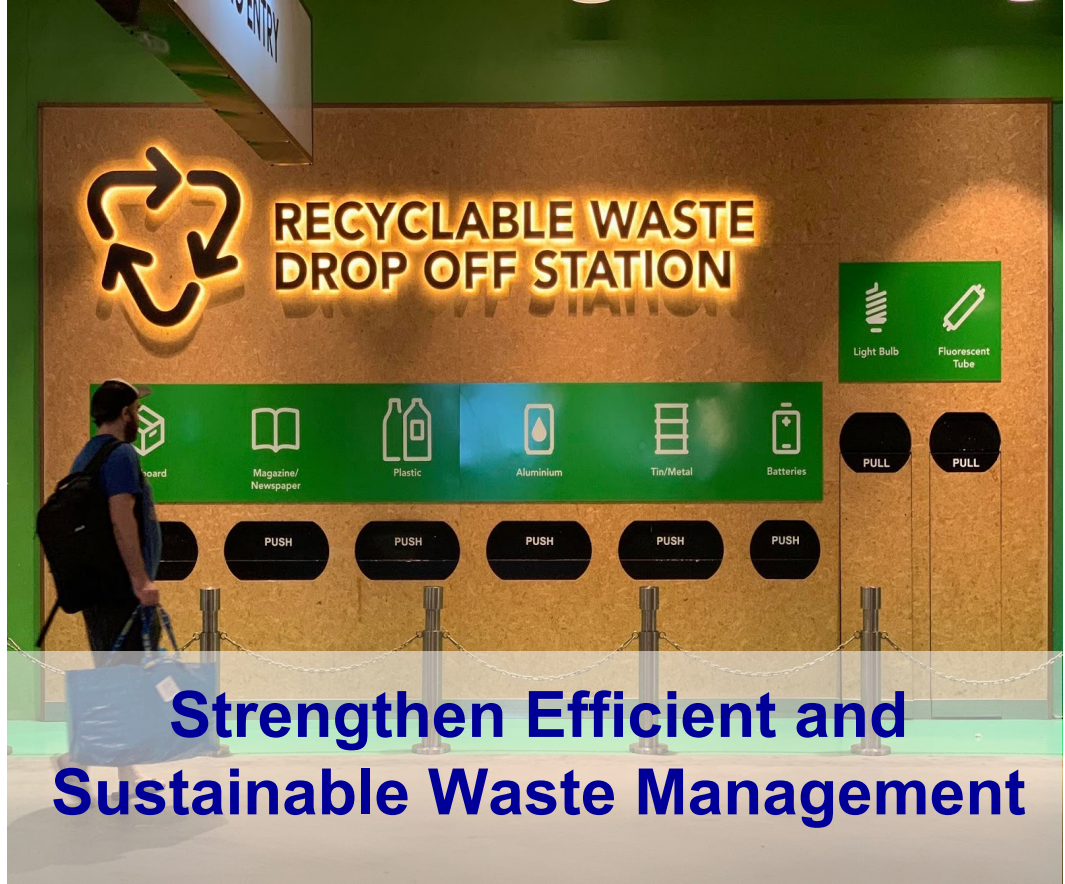 ENTRY
RECYCLABLE WASTE
DROP OFF STATION
Light Bulb
Fluorescent
Tube
Magazine/
Newspaper
Plastic
Aluminium
Tin/Metal
Batteries
PULL
PULL
PUSH
PUSH
PUSH
PUSH
PUSH
Strengthen Efficient and
Sustainable Waste Management